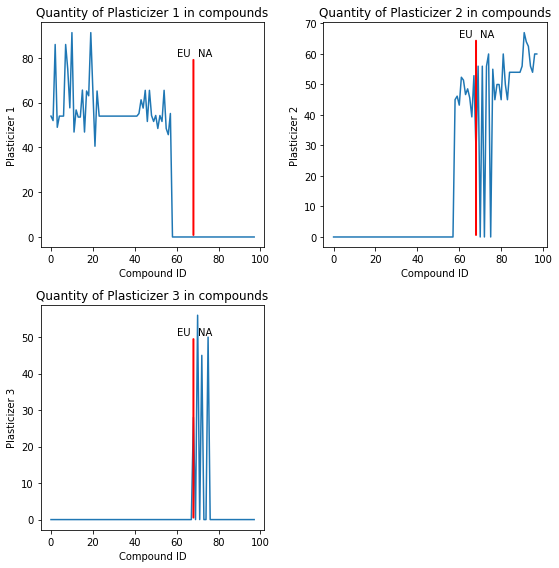 Quantity of Plasticizer 1 in compounds
EU NA
80
60
40
20
0
Plasticizer 1
0 20 40 60 80 100
Compound ID
Quantity of Plasticizer 2 in compounds
70
EU NA
60
50
40
30
20
10
0
Plasticizer 2
0 20 40 60 80 100
Compound ID
Quantity of Plasticizer 3 in compounds
EU NA
50
40
30
20
10
0
Plasticizer 3
0 20 40 60 80 100
Compound ID